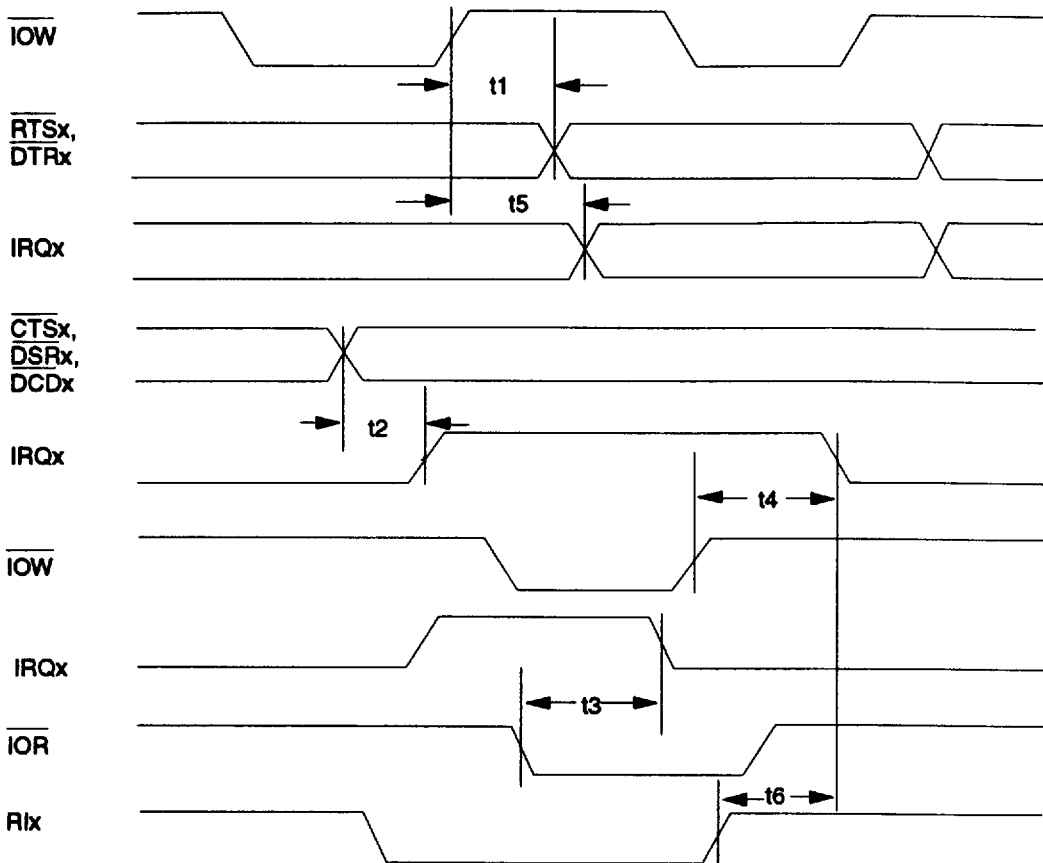 IOW
t1
RTSx,
DTRx
t5
IRQx
CTSx,
DSRx,
DCDx
t2
IRQx
t4
IOW
IRQx
t3
IOR
t6
RIx